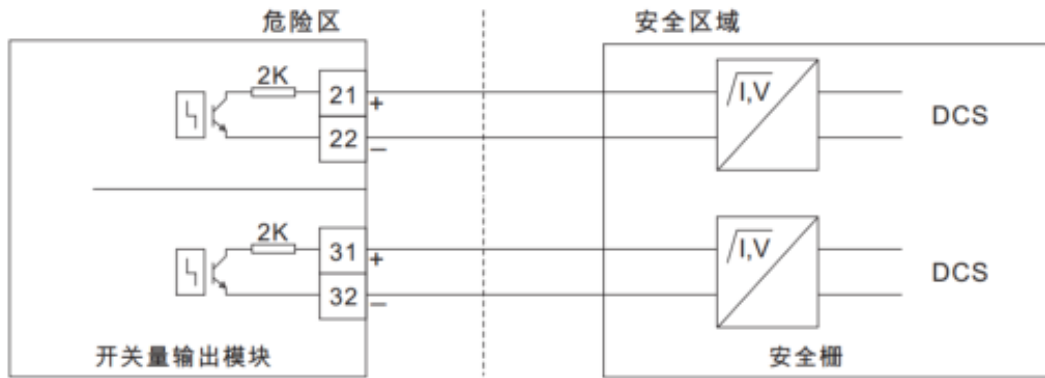 危险区
安全区域
2K
21
+
22
−
√I,V
DCS
2K
31
+
32
−
√I,V
DCS
开关量输出模块
安全栅